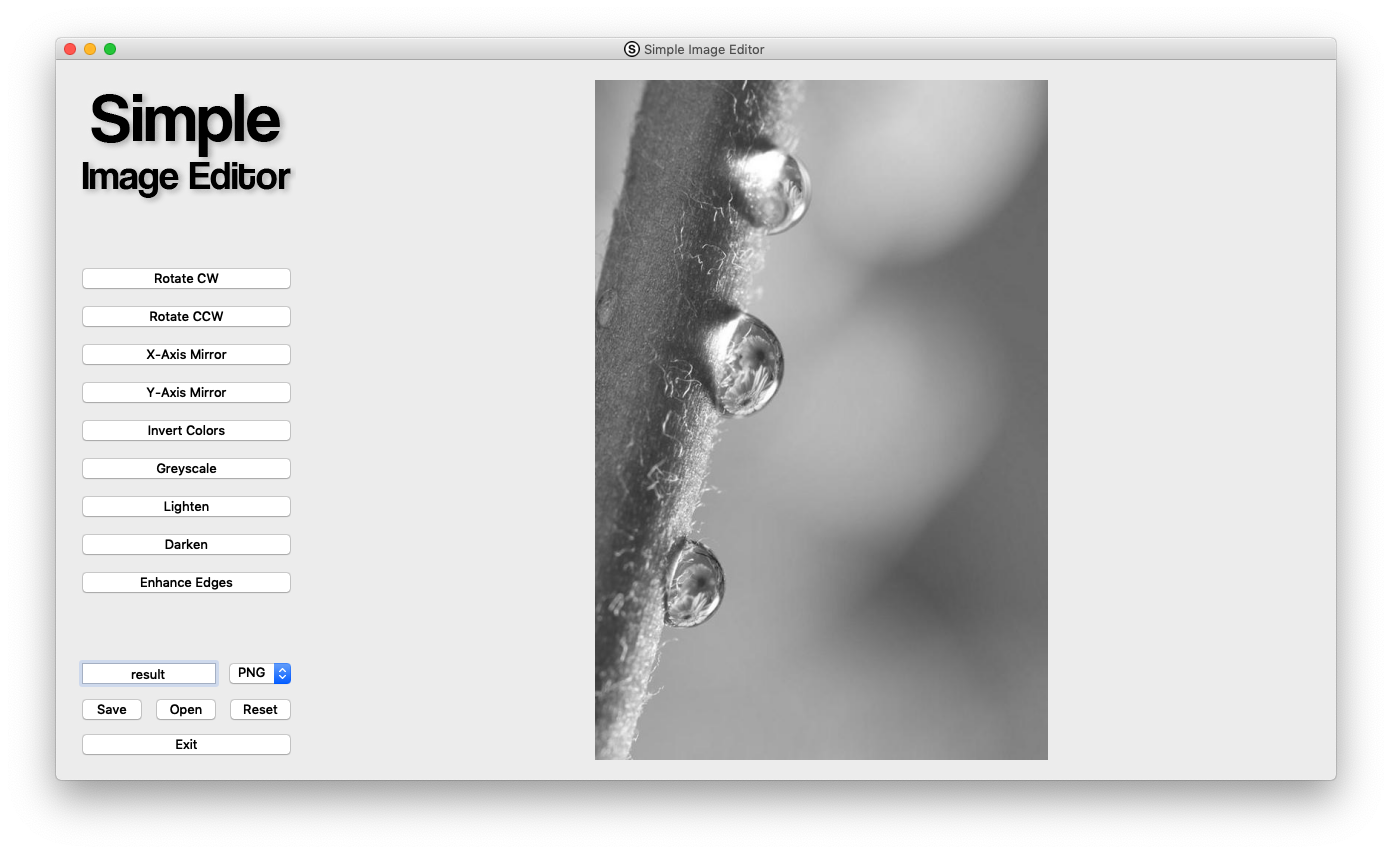 Simple Image Editor
Simple
Image Editor
Rotate CW
Rotate CCW
X-Axis Mirror
Y-Axis Mirror
Invert Colors
Greyscale
Lighten
Darken
Enhance Edges
result PNG
Save Open Reset
Exit